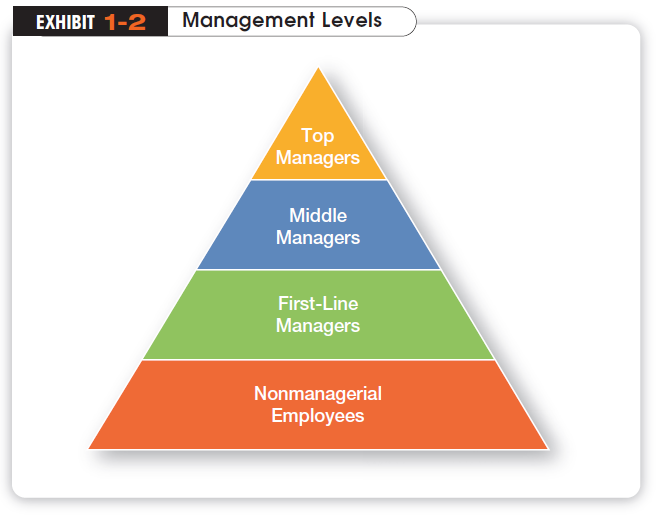 EXHIBIT 1-2 Management Levels
Top
Managers
Middle
Managers
First-Line
Managers
Nonmanagerial
Employees